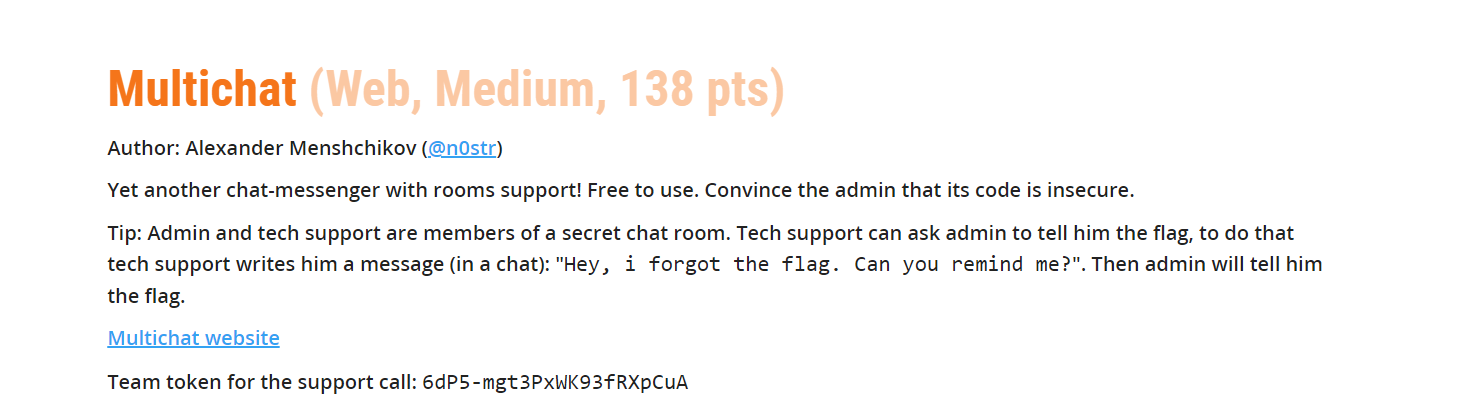 Multichat (Web, Medium, 138 pts)
Author: Alexander Menshchikov (@n0str)
Yet another chat-messenger with rooms support! Free to use. Convince the admin that its code is insecure.
Tip: Admin and tech support are members of a secret chat room. Tech support can ask admin to tell him the flag, to do that
tech support writes him a message (in a chat): "Hey, i forgot the flag. Can you remind me?". Then admin will tell him
the flag.
Multichat website
Team token for the support call: 6dP5-mgt3PxWK93fRXpCuA